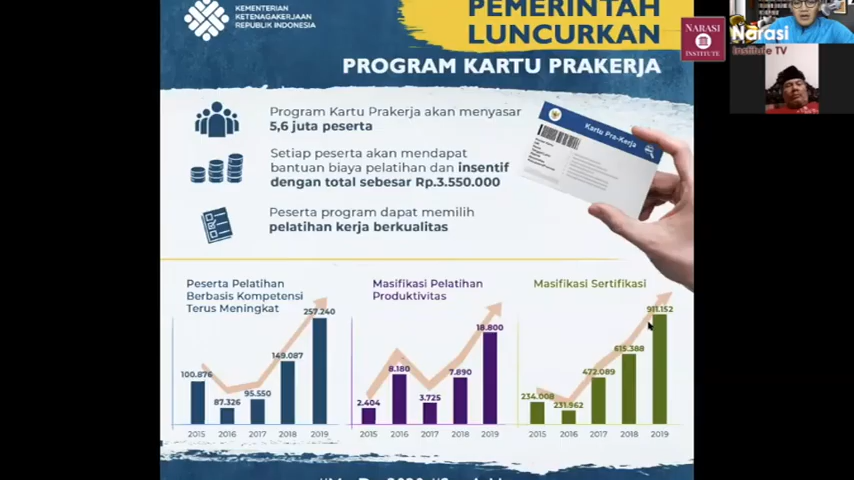 KEMENTERIAN
KETENAGAKERJAAN
REPUBLIK INDONESIA
PEMERINTAH
LUNCURKAN
PROGRAM KARTU PRAKERJA
NARASI
INSTITUTE
Narasi
Institute TV
Program Kartu Prakerja akan menyasar
5,6 juta peserta
Kartu Pra-Kerja
Setiap peserta akan mendapat
bantuan biaya pelatihan dan insentif
dengan total sebesar Rp.3.550.000
Peserta program dapat memilih
pelatihan kerja berkualitas
Peserta Pelatihan
Berbasis Kompetensi
Terus Meningkat
100.876
87.326
95.550
149.087
257.240
2015 2016 2017 2018 2019
Masifikasi Pelatihan
Produktivitas
2.404
8.180
3.725
7.890
18.800
2015 2016 2017 2018 2019
Masifikasi Sertifikasi
234.008
231.962
472.089
615.388
911.152
2015 2016 2017 2018 2019